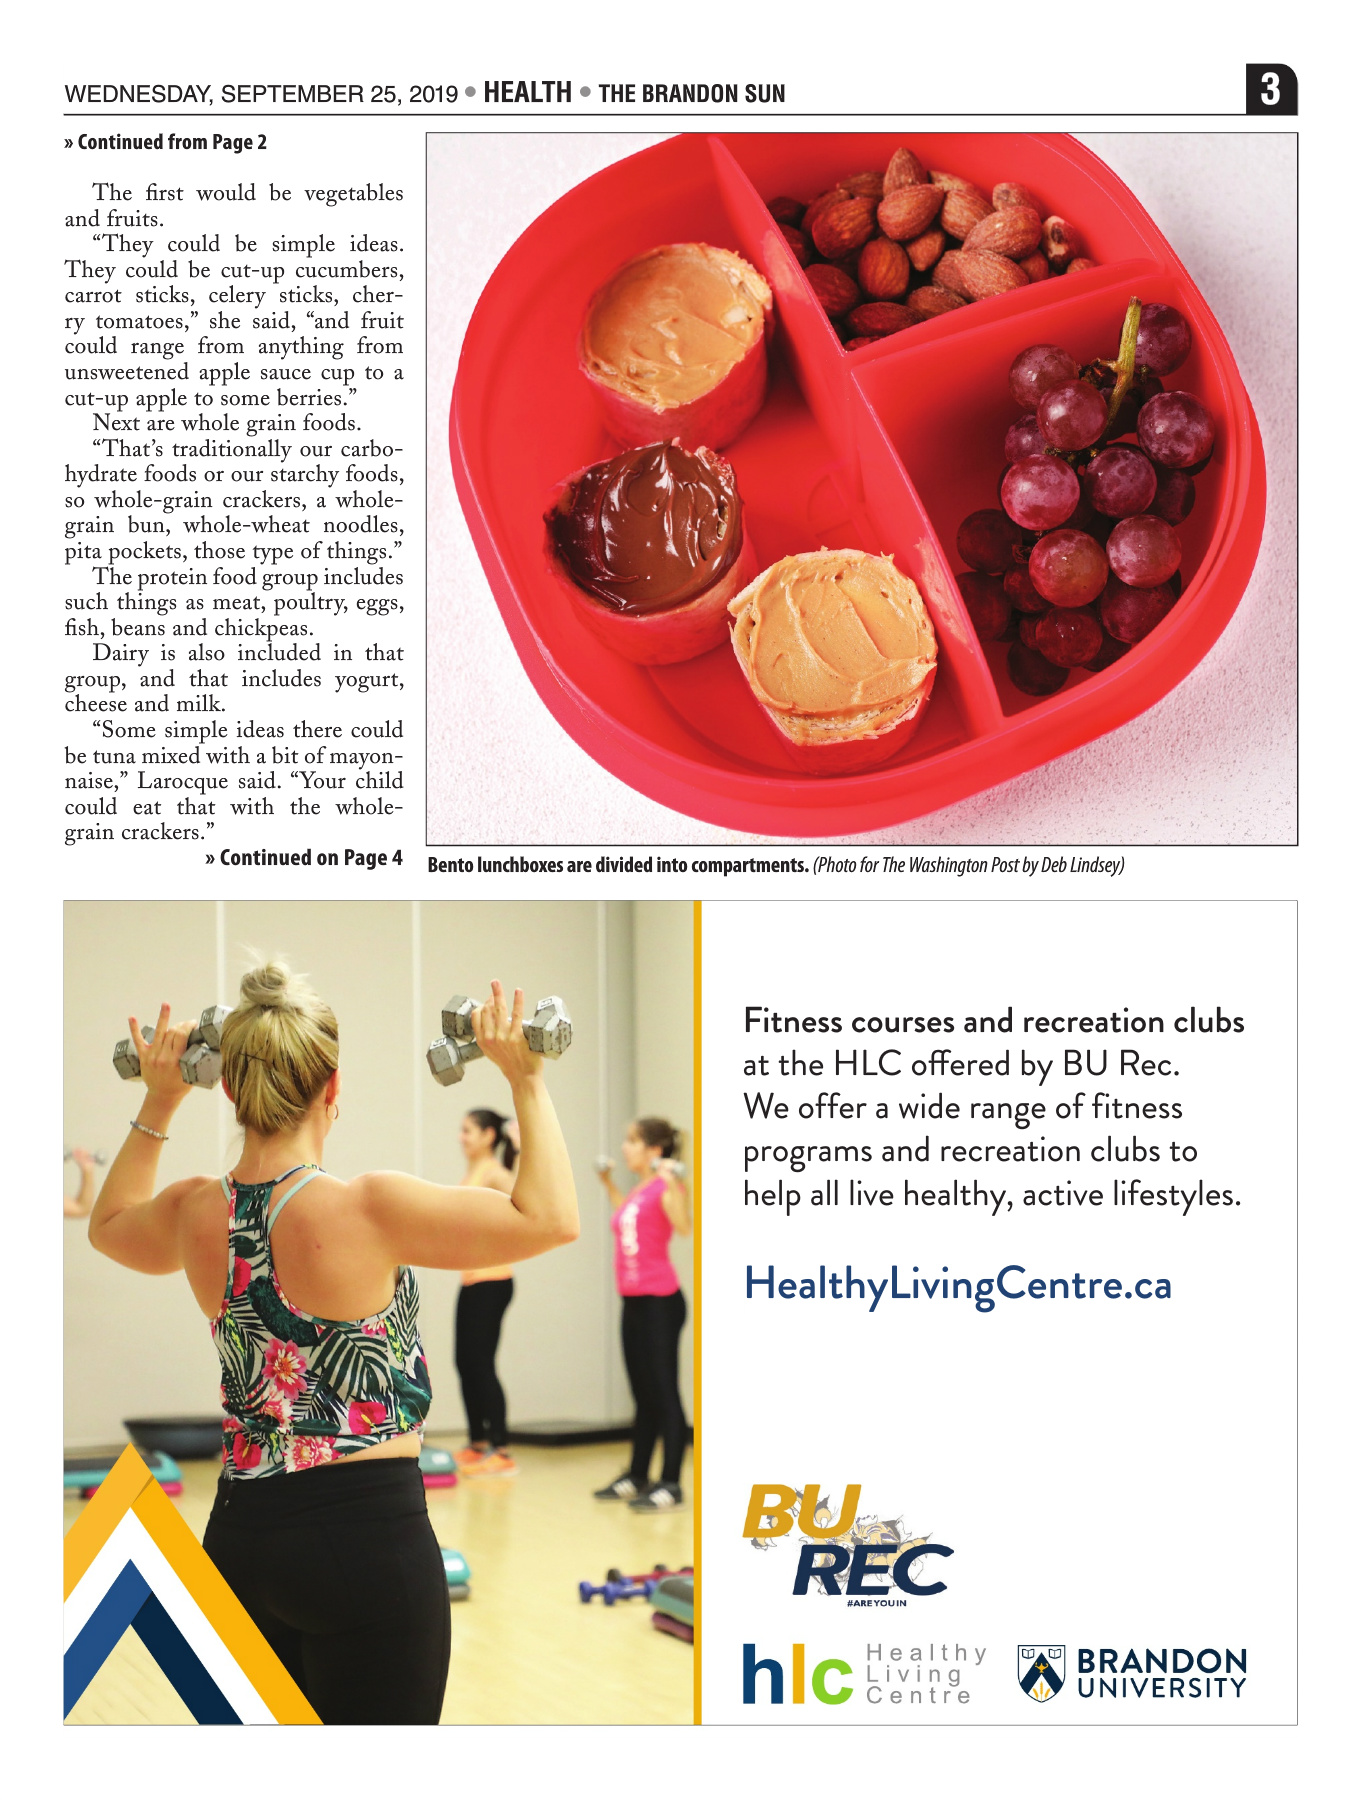 WEDNESDAY, SEPTEMBER 25, 2019 • HEALTH • THE BRANDON SUN
3
» Continued from Page 2
The first would be vegetables
and fruits.
“They could be simple ideas.
They could be cut-up cucumbers,
carrot sticks, celery sticks, cher-
ry tomatoes,” she said, “and fruit
could range from anything from
unsweetened apple sauce cup to a
cut-up apple to some berries.”
Next are whole grain foods.
“That’s traditionally our carbo-
hydrate foods or our starchy foods,
so whole-grain crackers, a whole-
grain bun, whole-wheat noodles,
pita pockets, those type of things.”
The protein food group includes
such things as meat, poultry, eggs,
fish, beans and chickpeas.
Dairy is also included in that
group, and that includes yogurt,
cheese and milk.
“Some simple ideas there could
be tuna mixed with a bit of mayon-
naise,” Larocque said. “Your child
could eat that with the whole-
grain crackers.”
» Continued on Page 4
Bento lunchboxes are divided into compartments. (Photo for The Washington Post by Deb Lindsey)
Fitness courses and recreation clubs
at the HLC offered by BU Rec.
We offer a wide range of fitness
programs and recreation clubs to
help all live healthy, active lifestyles.
HealthyLivingCentre.ca
BU
REC
#AREYOUIN
hlc
Healthy
Living
Centre
BRANDON
UNIVERSITY